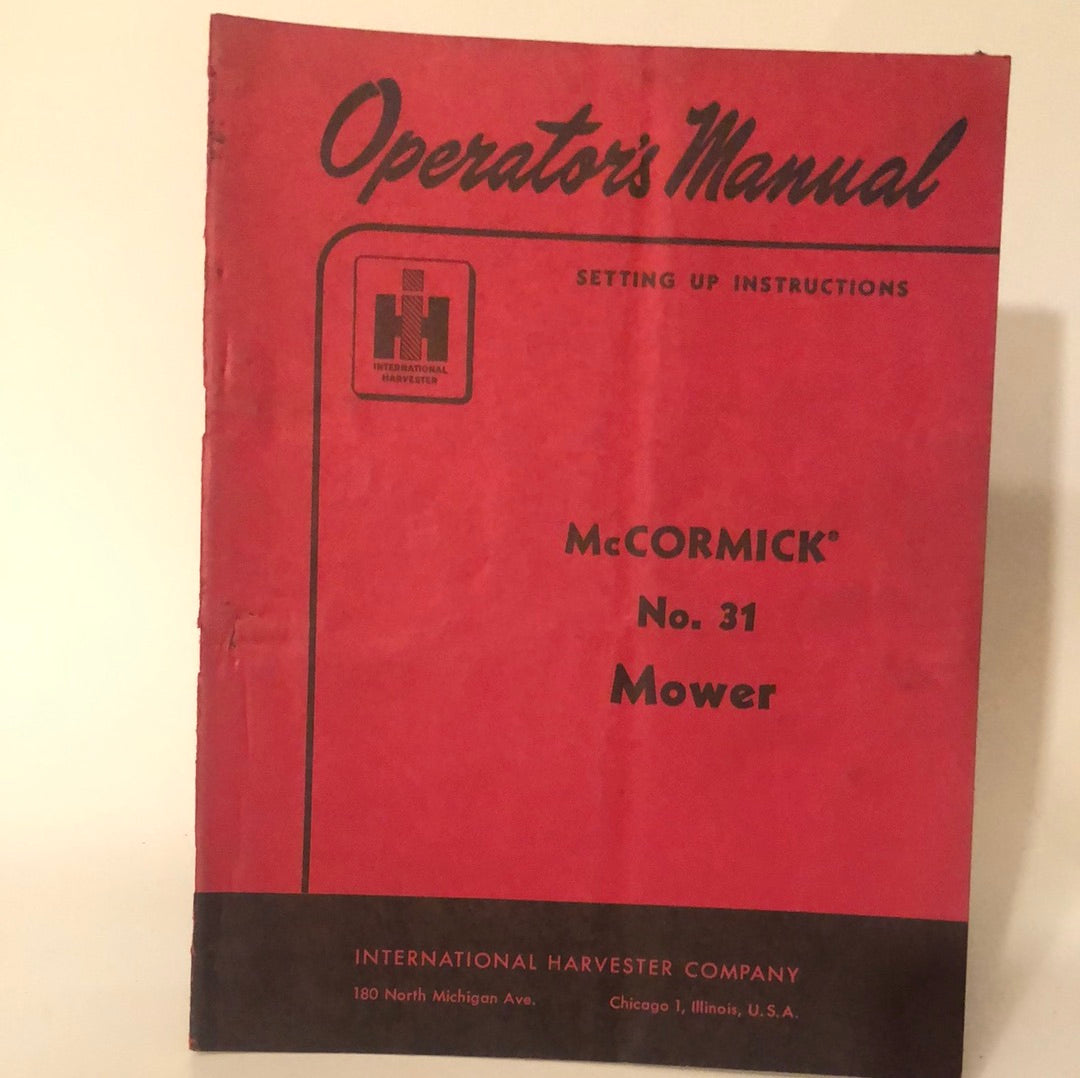 Operator's Manual
SETTING UP INSTRUCTIONS
IH
INTERNATIONAL
HARVESTER
McCORMICK®
No. 31
Mower
INTERNATIONAL HARVESTER COMPANY
180 North Michigan Ave. Chicago 1, Illinois, U.S.A.